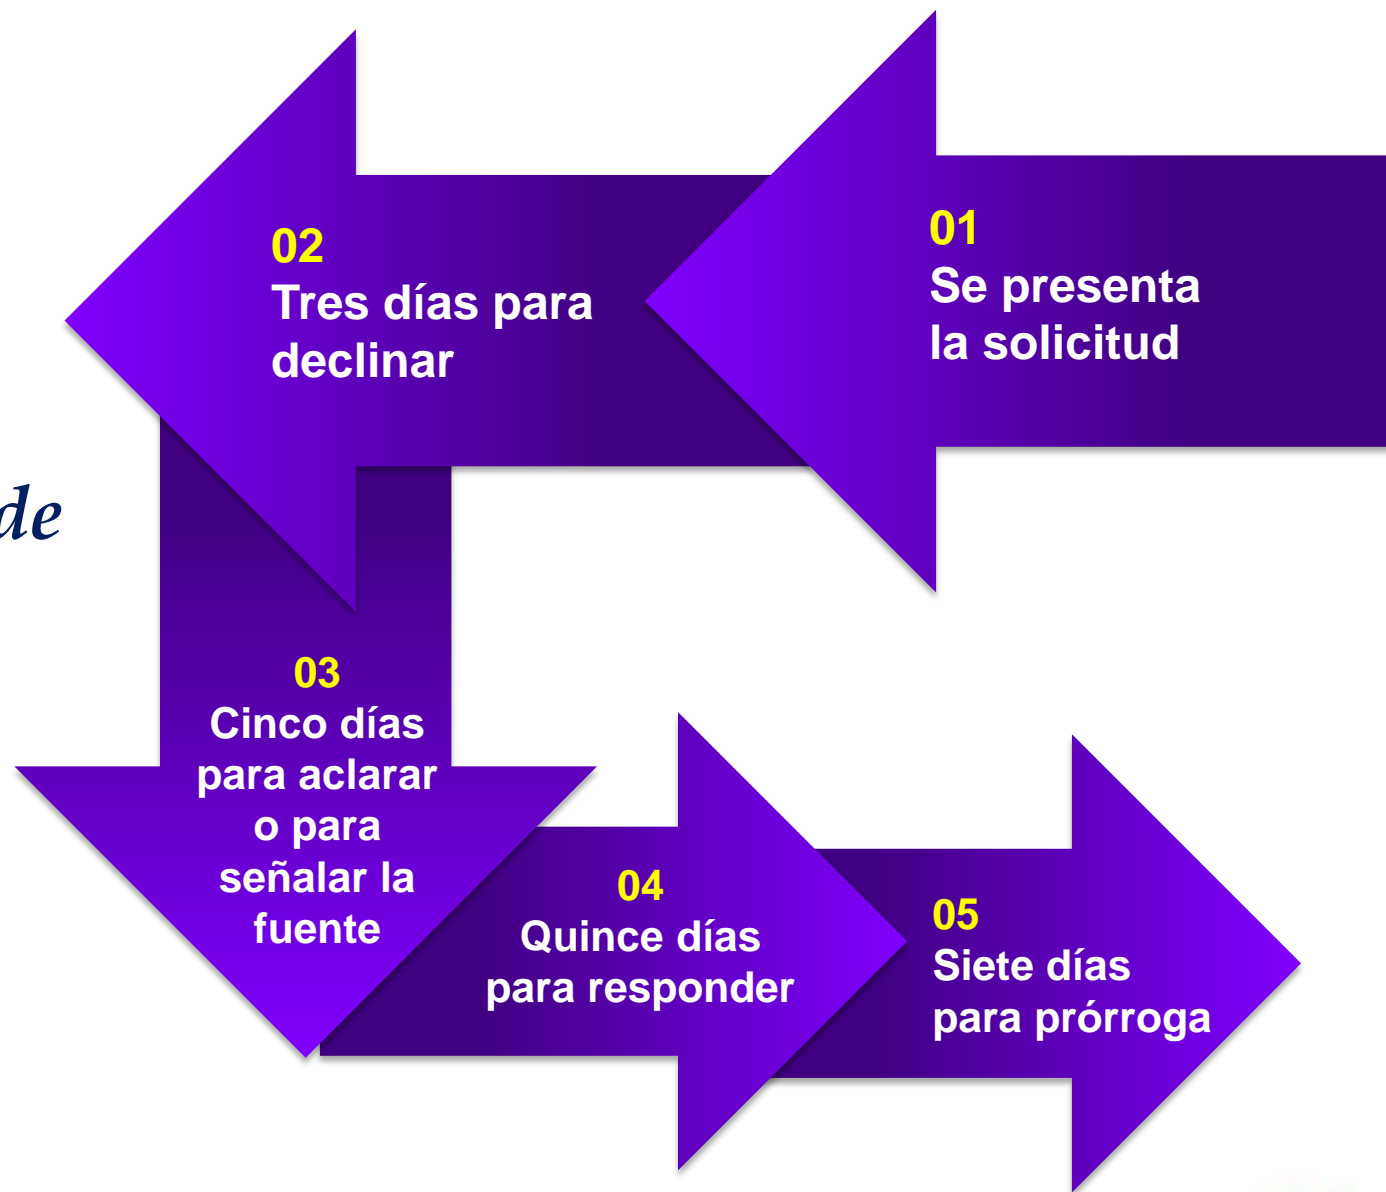 01
Se presenta
la solicitud
02
Tres días para
declinar
de
03
Cinco días
para aclarar
o para
señalar la
fuente
04
Quince días
para responder
05
Siete días
para prórroga